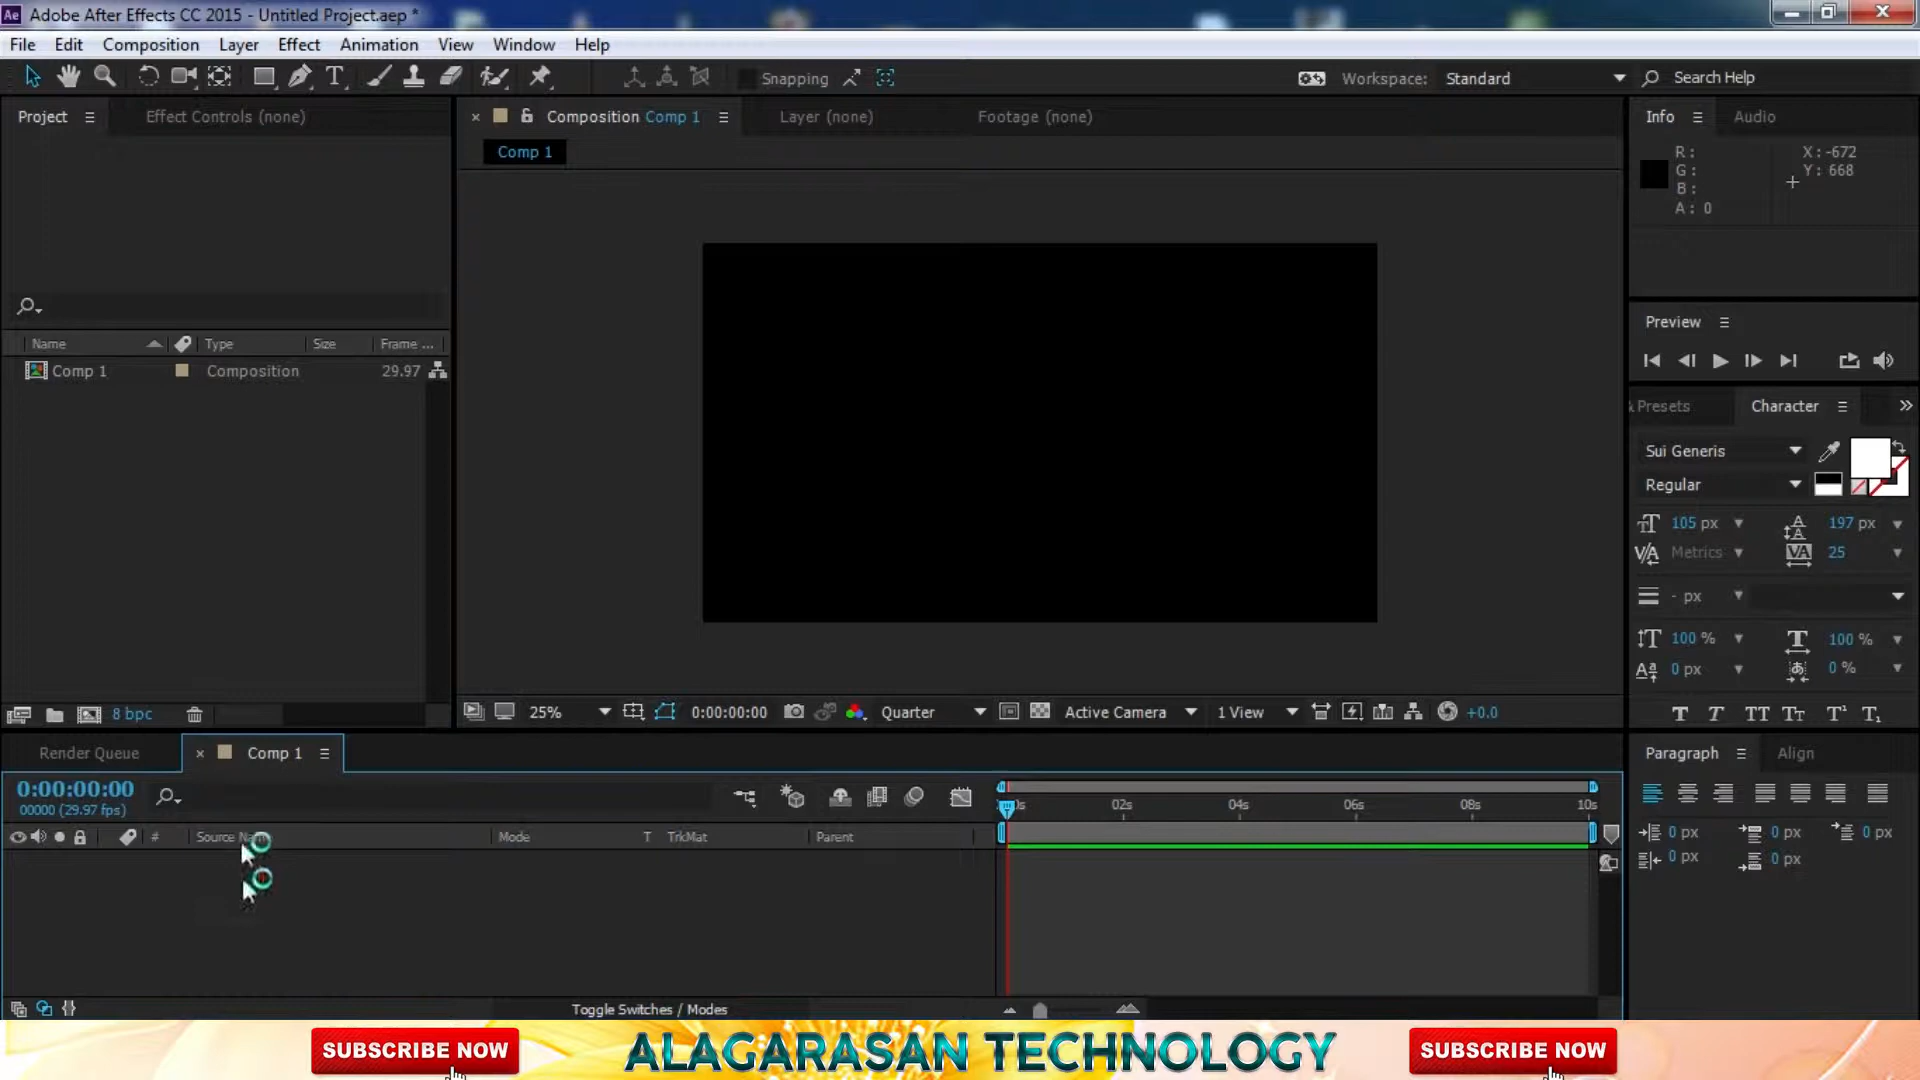 Ae Adobe After Effects CC 2015 - Untitled Project.aep *
File Edit Composition Layer Effect Animation View Window Help
Snapping
Workspace: Standard
Search Help
Project
Effect Controls (none)
Composition Comp 1
Layer (none)
Footage (none)
Info
Audio
Comp 1
R:
G:
B:
A: 0
X: -672
Y: 668
Preview
Name Type Size Frame ...
Comp 1 Composition 29.97
& Presets
Character
Sui Generis
Regular
105 px
197 px
Metrics
25
- px
100 %
100 %
0 px
0 %
8 bpc
25%
0:00:00:00
Quarter
Active Camera
1 View
+0.0
Render Queue
Comp 1
Paragraph
Align
0:00:00:00
00000 (29.97 fps)
02s 04s 06s 08s 10s
# Source Name Mode T TrkMat Parent
0 px 0 px 0 px
0 px 0 px
Toggle Switches / Modes
SUBSCRIBE NOW
ALAGARASAN TECHNOLOGY
SUBSCRIBE NOW